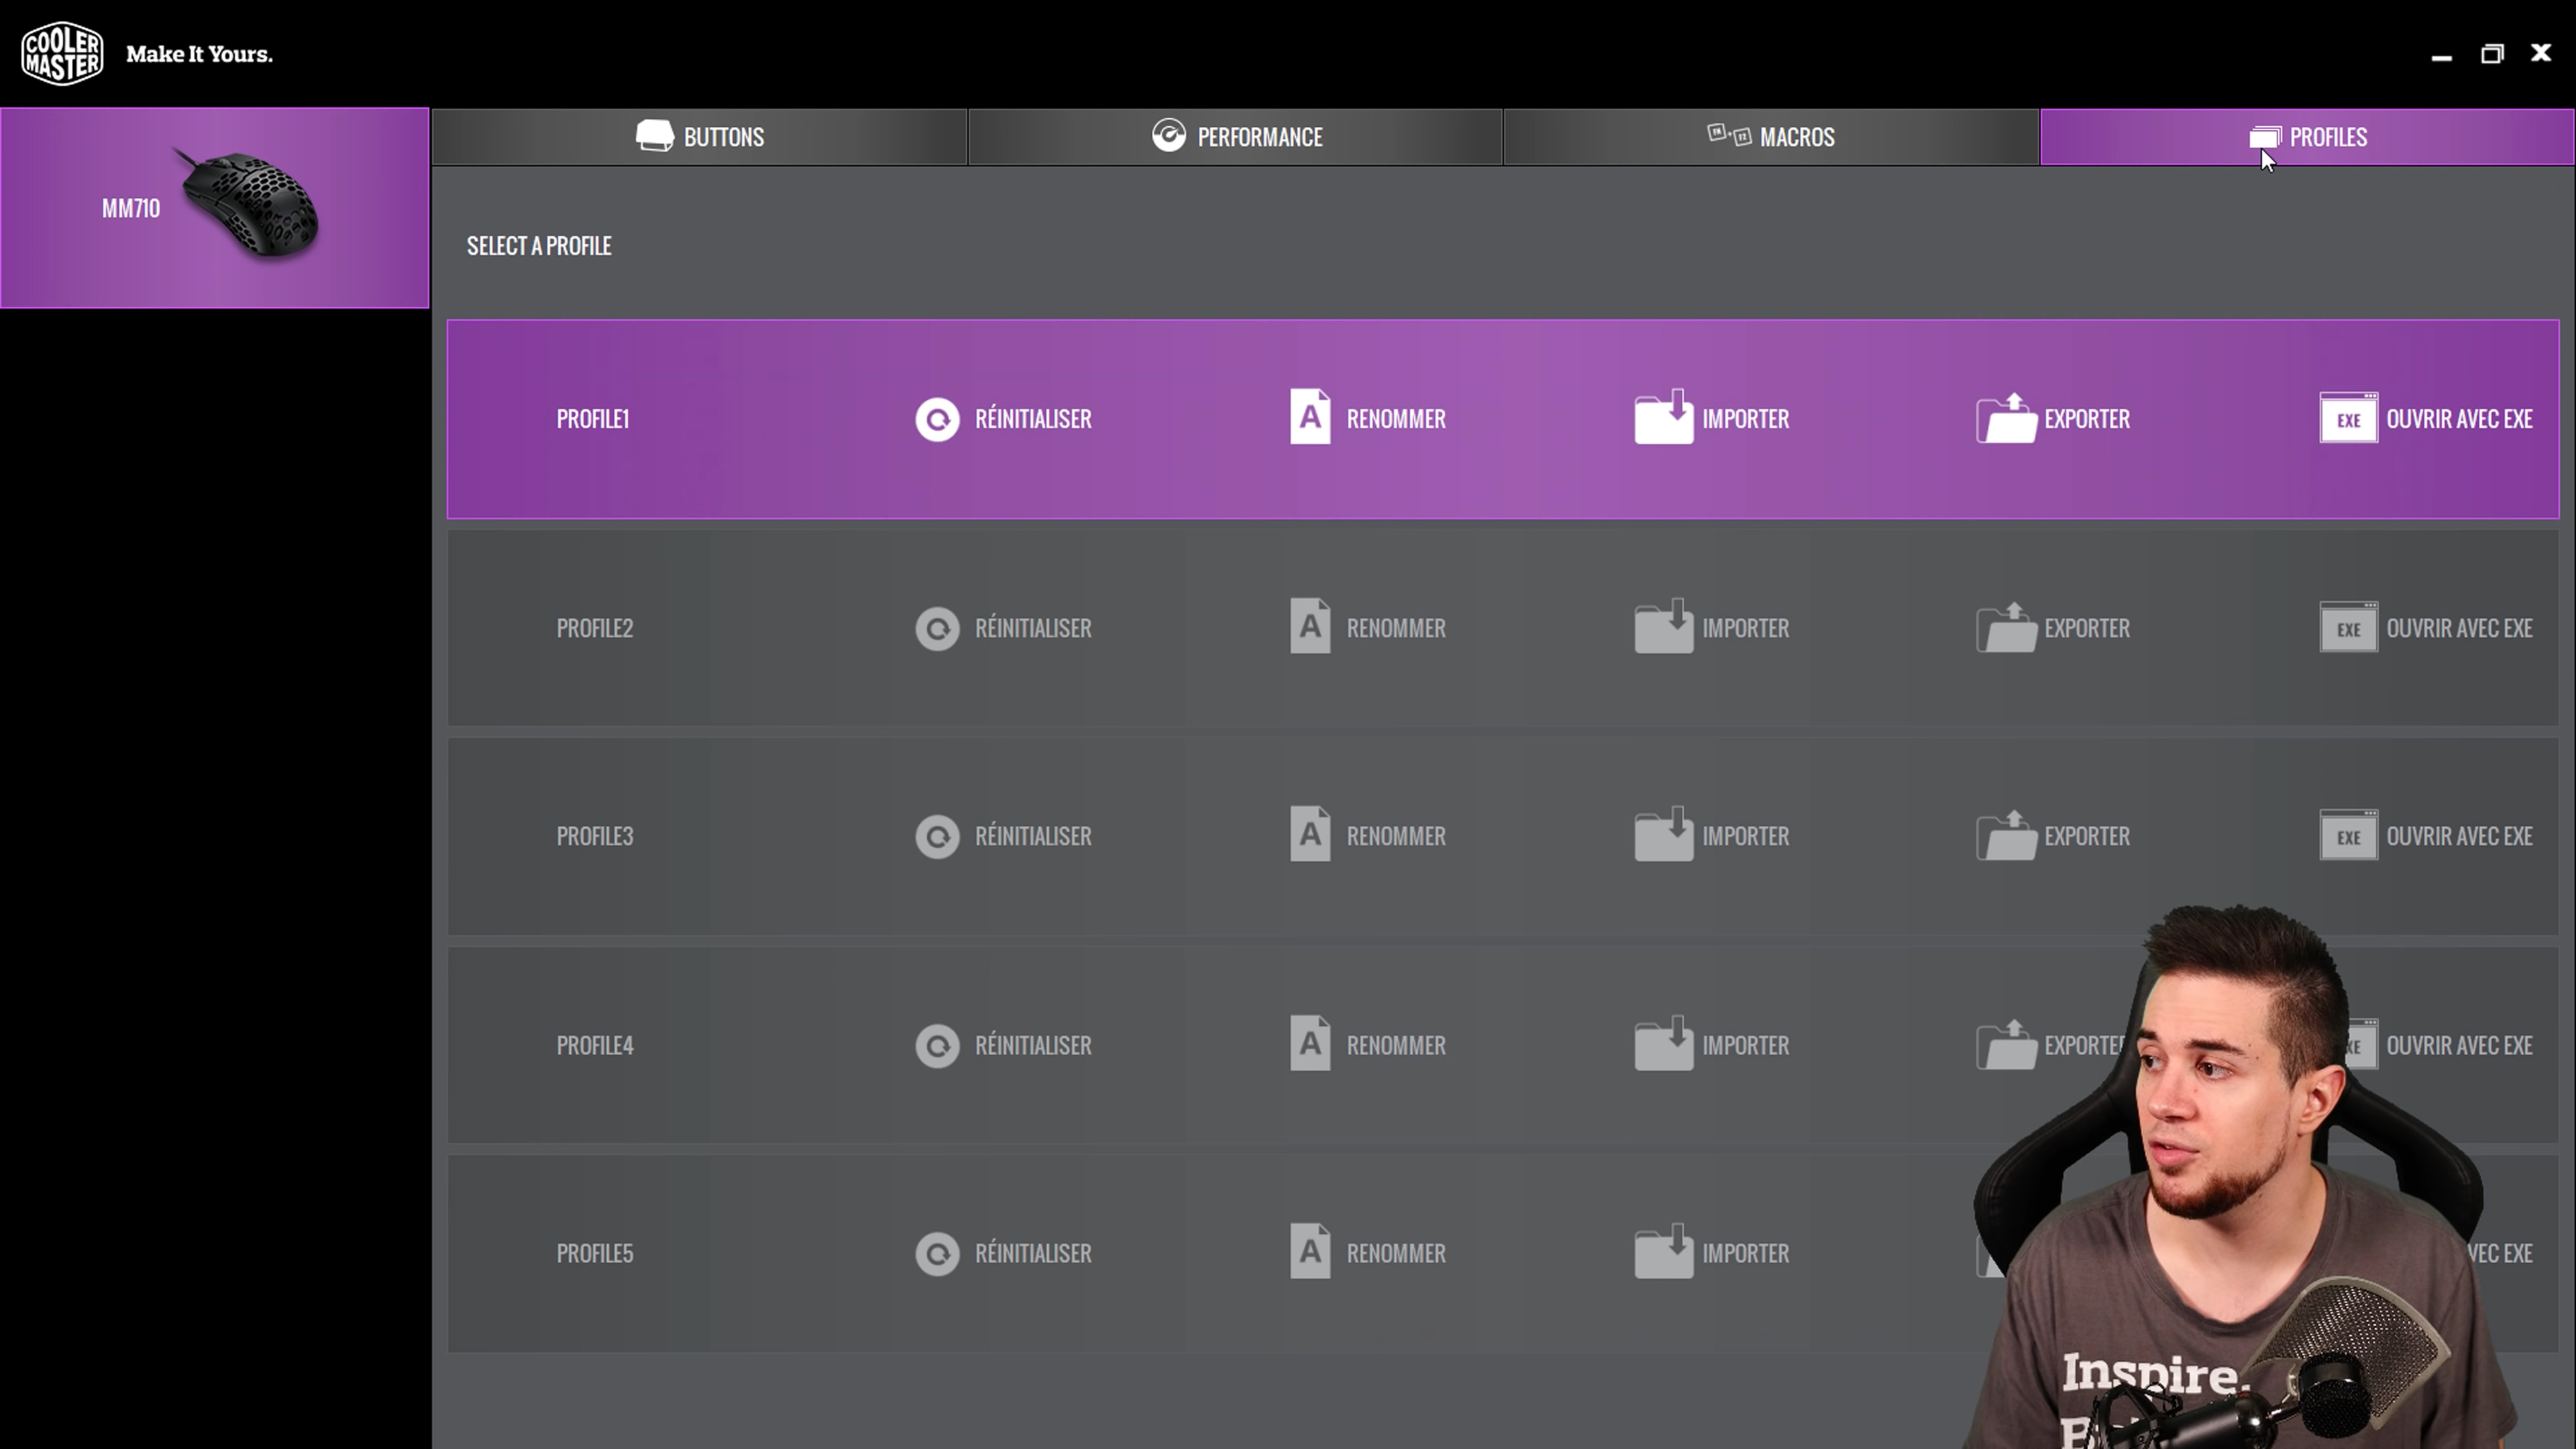 COOLER MASTER Make It Yours.
BUTTONS PERFORMANCE MACROS PROFILES
MM710
SELECT A PROFILE
PROFILE1 RÉINITIALISER RENOMMER IMPORTER EXPORTER EXE OUVRIR AVEC EXE
PROFILE2 RÉINITIALISER RENOMMER IMPORTER EXPORTER EXE OUVRIR AVEC EXE
PROFILE3 RÉINITIALISER RENOMMER IMPORTER EXPORTER EXE OUVRIR AVEC EXE
PROFILE4 RÉINITIALISER RENOMMER IMPORTER OUVRIR AVEC EXE
PROFILE5 RÉINITIALISER RENOMMER IMPORTER EXE
Inspire.